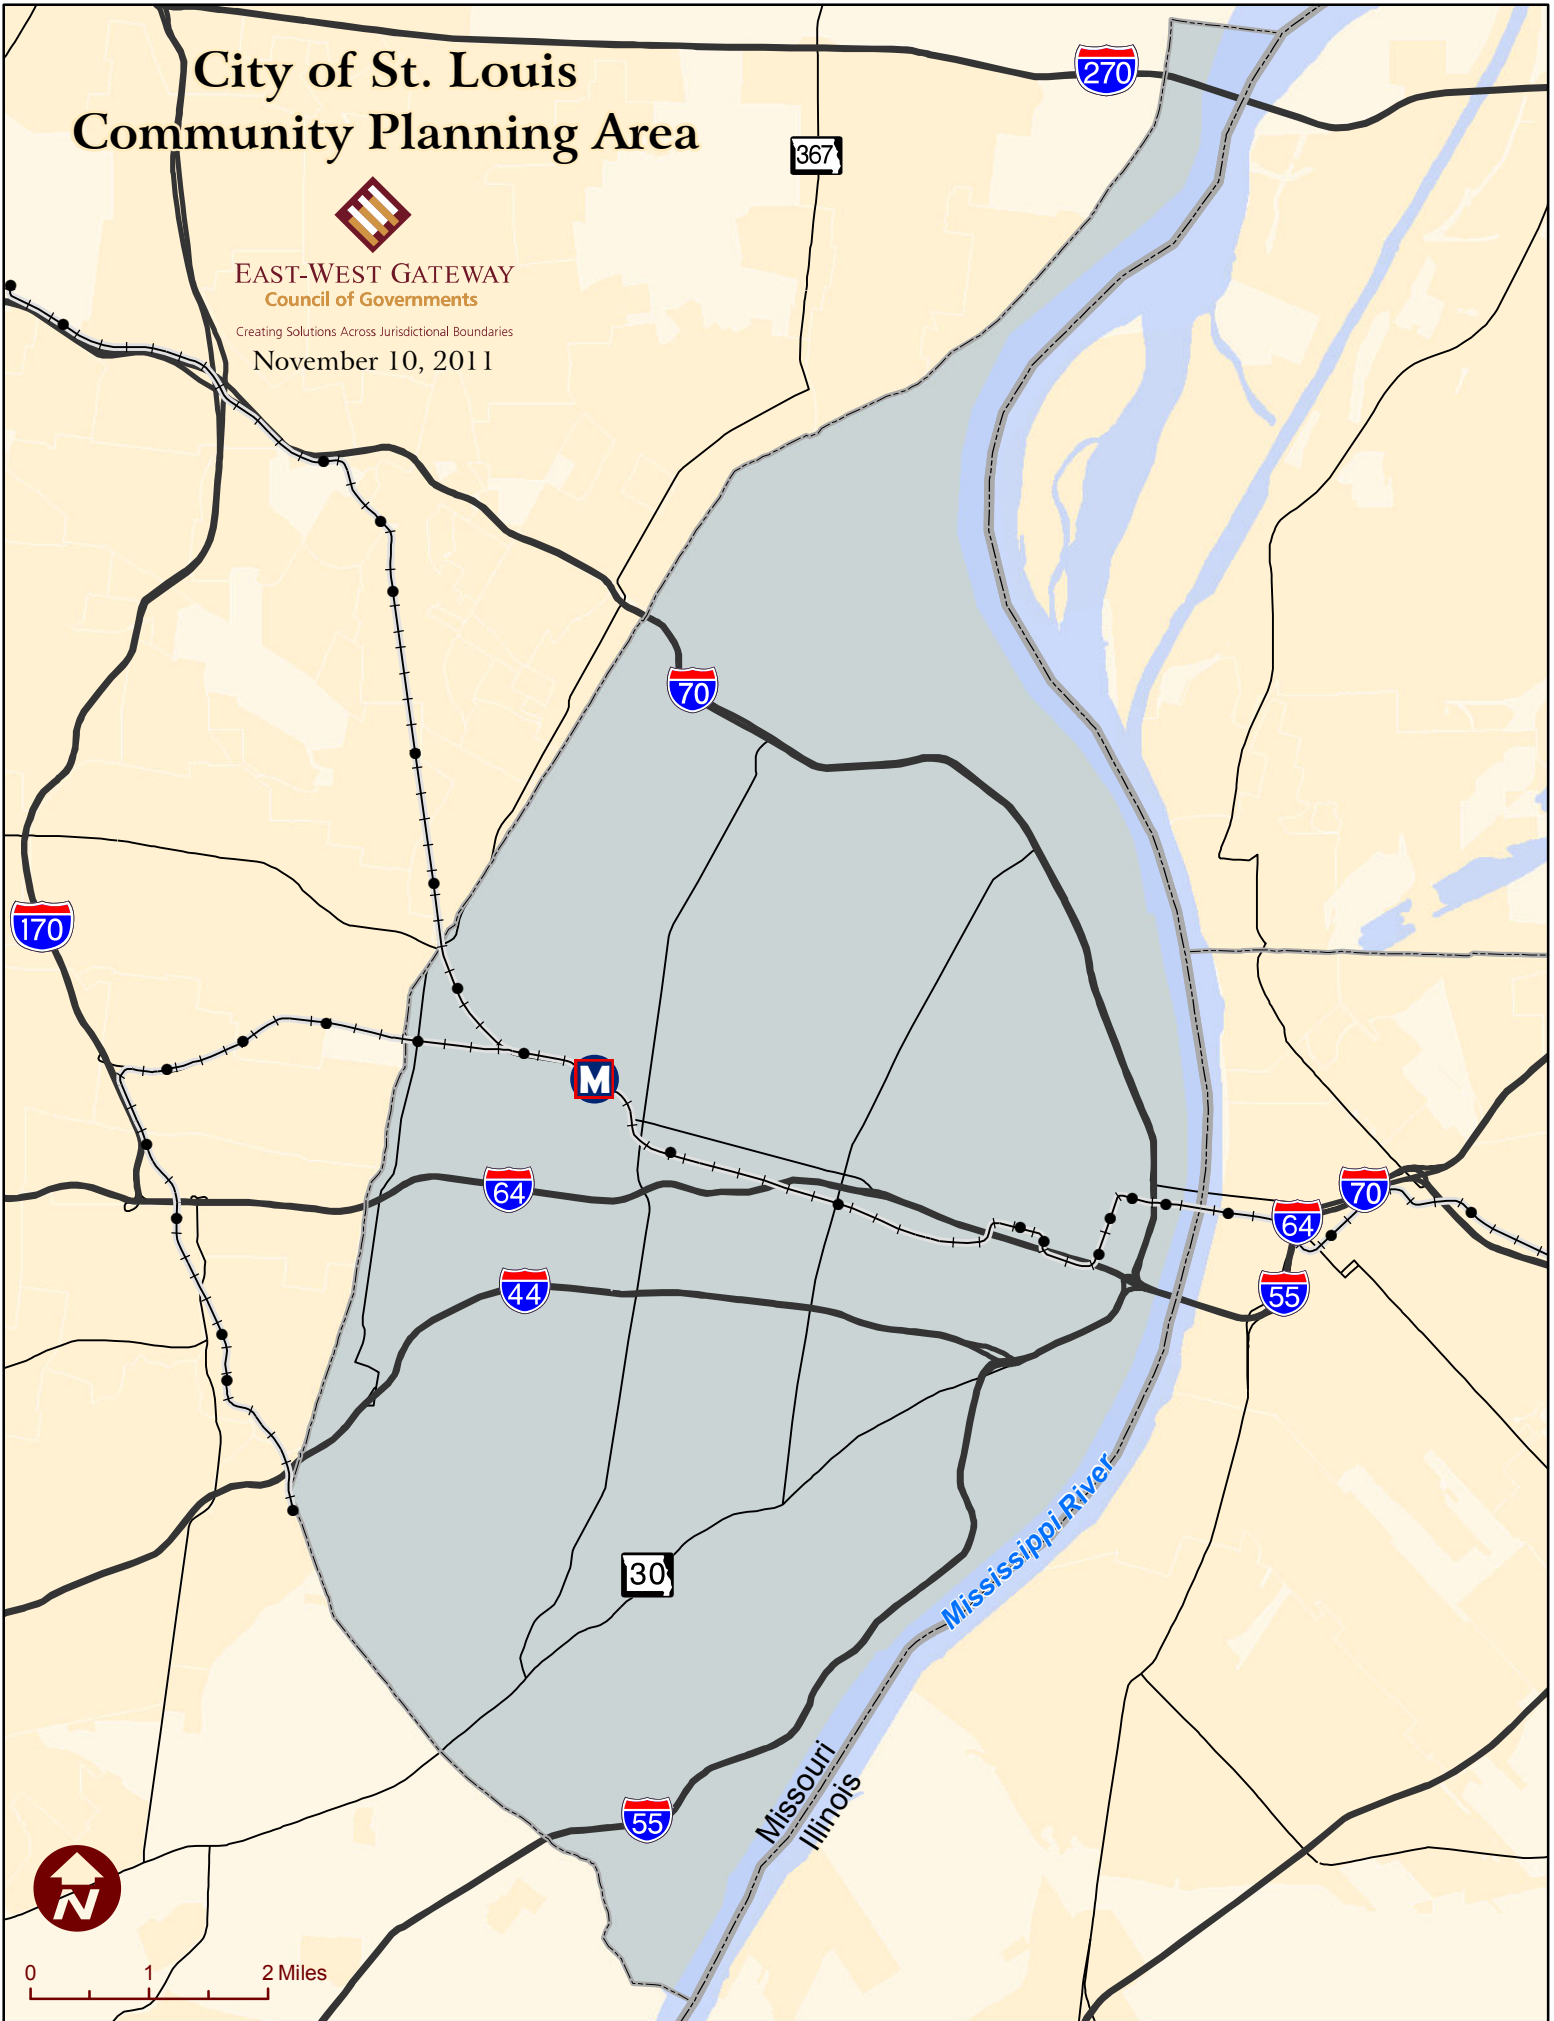 City of St. Louis
Community Planning Area
EAST-WEST GATEWAY
Council of Governments
Creating Solutions Across Jurisdictional Boundaries
November 10, 2011
270
367
70
170
M
64
70
64
44
55
30
Mississippi River
Missouri
Illinois
55
N
0 1 2 Miles